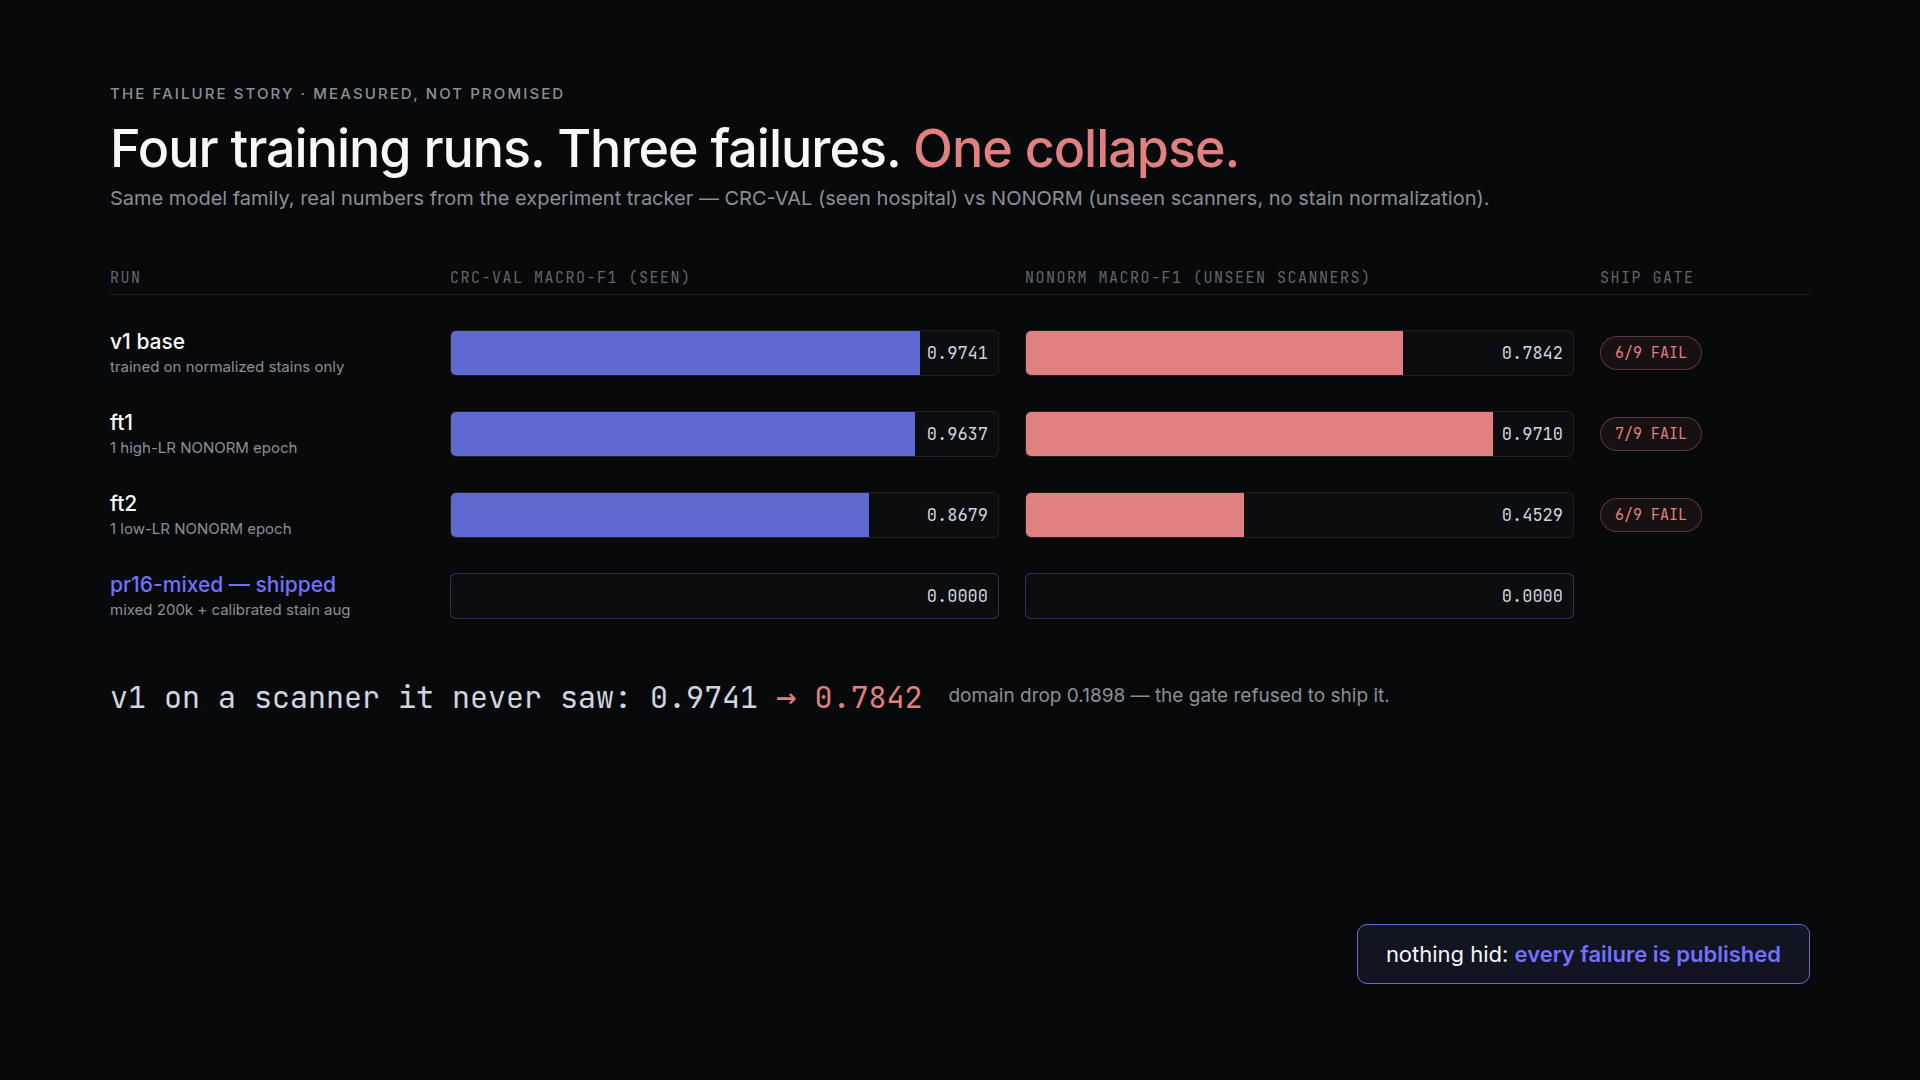 THE FAILURE STORY · MEASURED, NOT PROMISED
Four training runs. Three failures. One collapse.
Same model family, real numbers from the experiment tracker — CRC-VAL (seen hospital) vs NONORM (unseen scanners, no stain normalization).
RUN CRC-VAL MACRO-F1 (SEEN) NONORM MACRO-F1 (UNSEEN SCANNERS) SHIP GATE
v1 base
trained on normalized stains only
0.9741 0.7842 6/9 FAIL
ft1
1 high-LR NONORM epoch
0.9637 0.9710 7/9 FAIL
ft2
1 low-LR NONORM epoch
0.8679 0.4529 6/9 FAIL
pr16-mixed — shipped
mixed 200k + calibrated stain aug
0.0000 0.0000
v1 on a scanner it never saw: 0.9741 → 0.7842 domain drop 0.1898 — the gate refused to ship it.
nothing hid: every failure is published